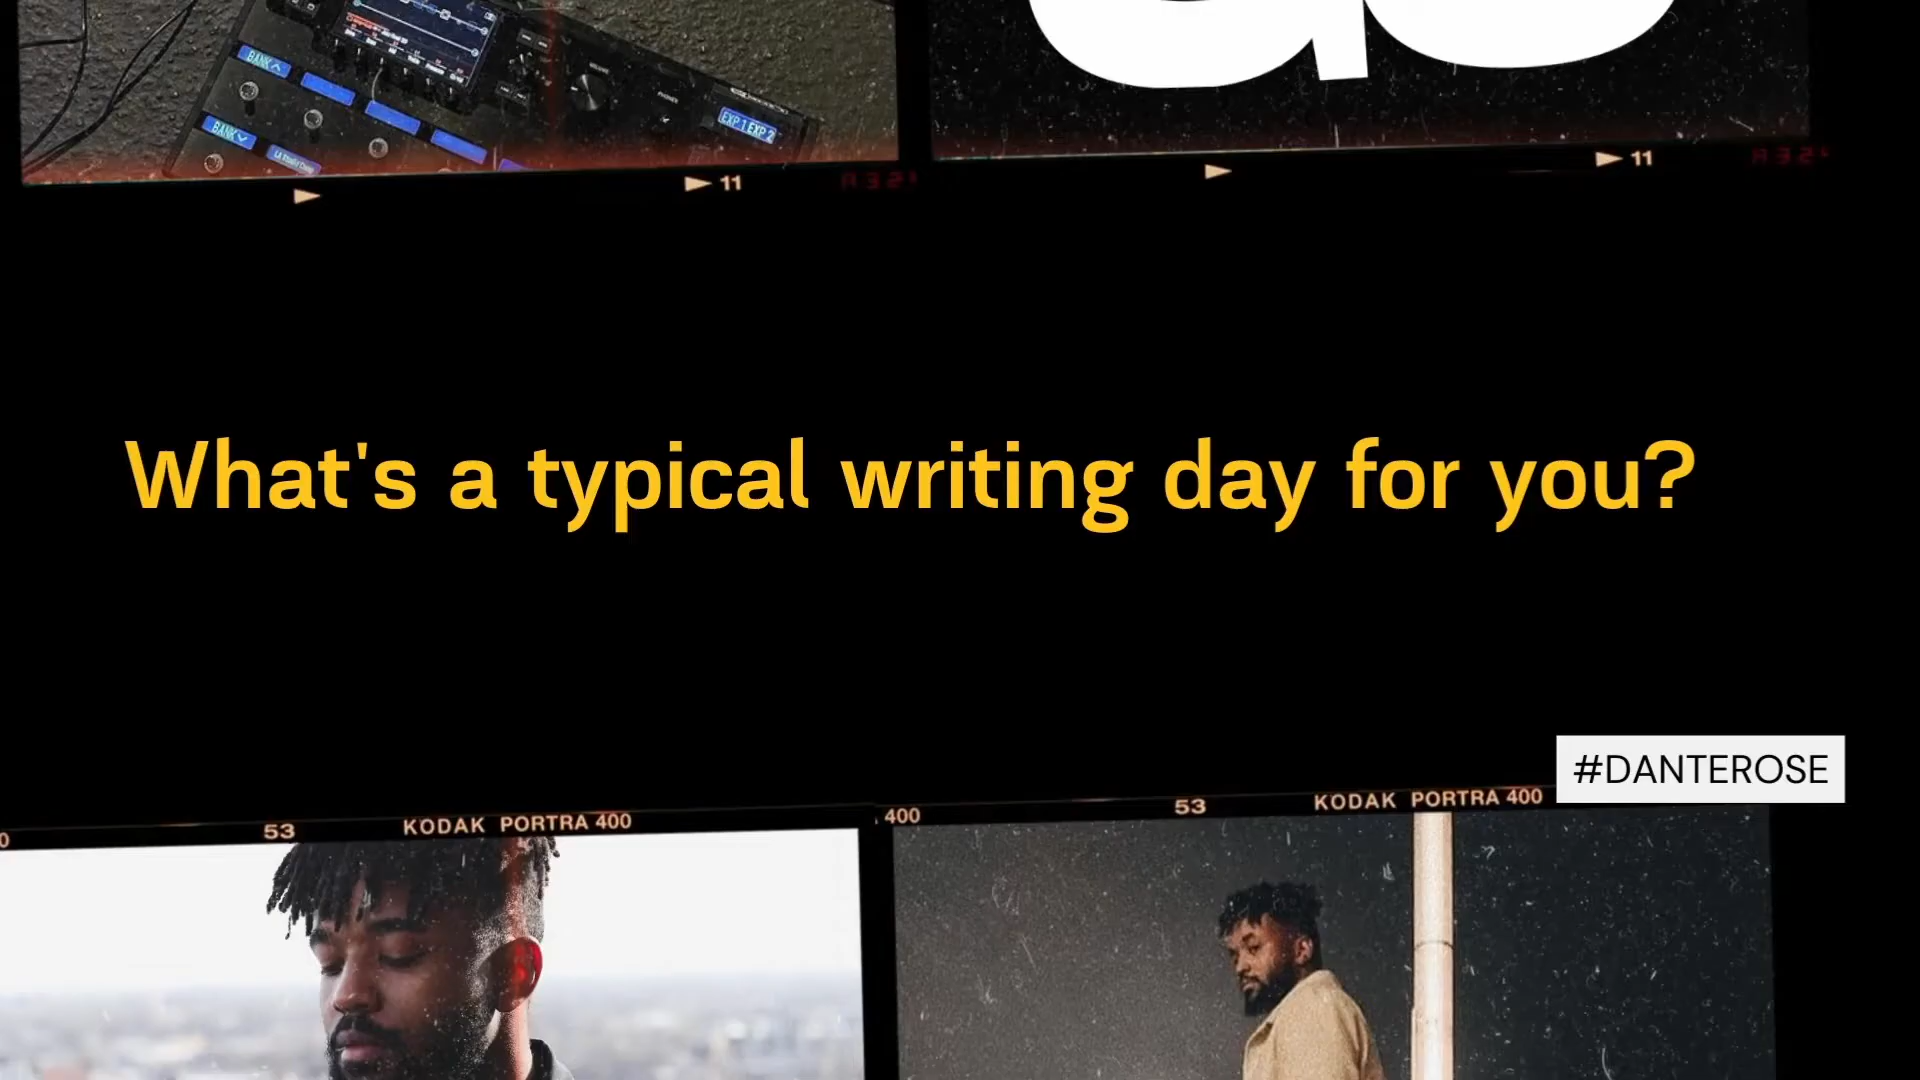 BANK
BANK
EXP 1 EXP 2
11
11
What's a typical writing day for you?
#DANTEROSE
53
KODAK PORTRA 400
400
53
KODAK PORTRA 400